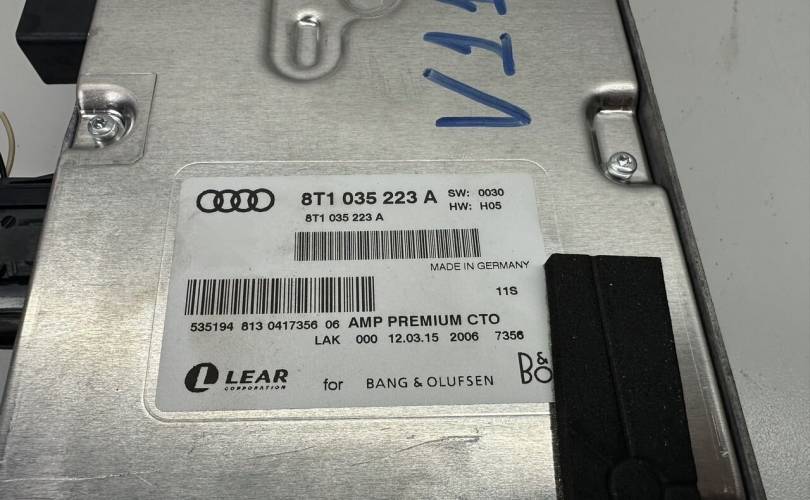 8T1 035 223 A SW: 0030
8T1 035 223 A HW: H05
MADE IN GERMANY
11S
535194 813 0417356 06 AMP PREMIUM CTO
LAK 000 12.03.15 2006 7356
LEAR
CORPORATION
for BANG & OLUFSEN
B&O